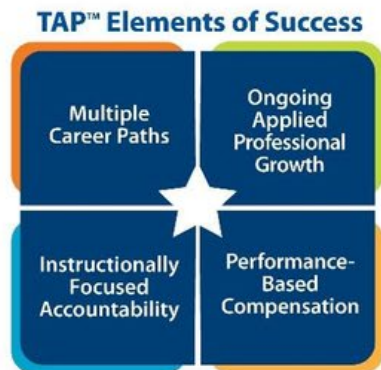 TAP™ Elements of Success
Multiple
Career Paths
Ongoing
Applied
Professional
Growth
Instructionally
Focused
Accountability
Performance-
Based
Compensation